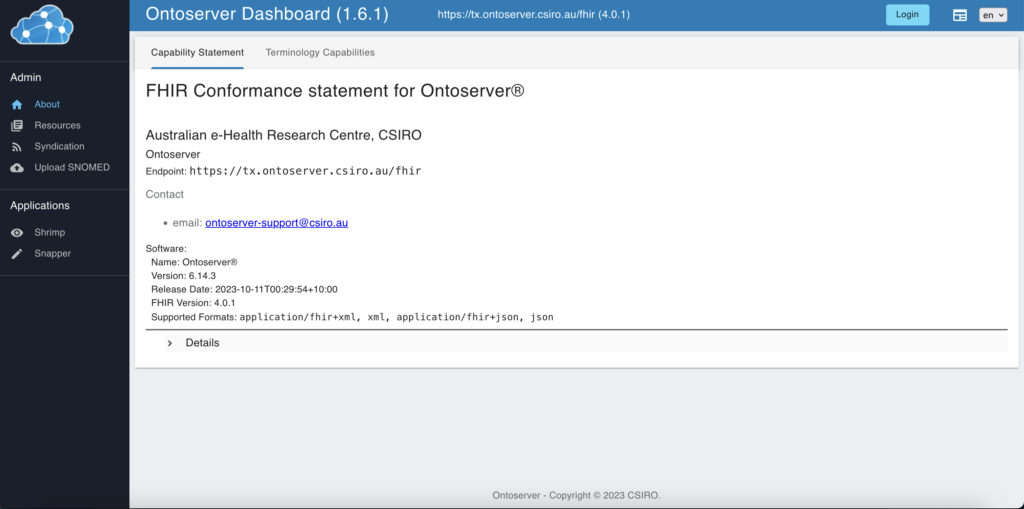 Ontoserver Dashboard (1.6.1)
https://tx.ontoserver.csiro.au/fhir (4.0.1)
Login
en
Admin
About
Resources
Syndication
Upload SNOMED
Applications
Shrimp
Snapper
Capability Statement
Terminology Capabilities
FHIR Conformance statement for Ontoserver®
Australian e-Health Research Centre, CSIRO
Ontoserver
Endpoint: https://tx.ontoserver.csiro.au/fhir
Contact
• email: ontoserver-support@csiro.au
Software:
Name: Ontoserver®
Version: 6.14.3
Release Date: 2023-10-11T00:29:54+10:00
FHIR Version: 4.0.1
Supported Formats: application/fhir+xml, xml, application/fhir+json, json
Details
Ontoserver - Copyright © 2023 CSIRO.